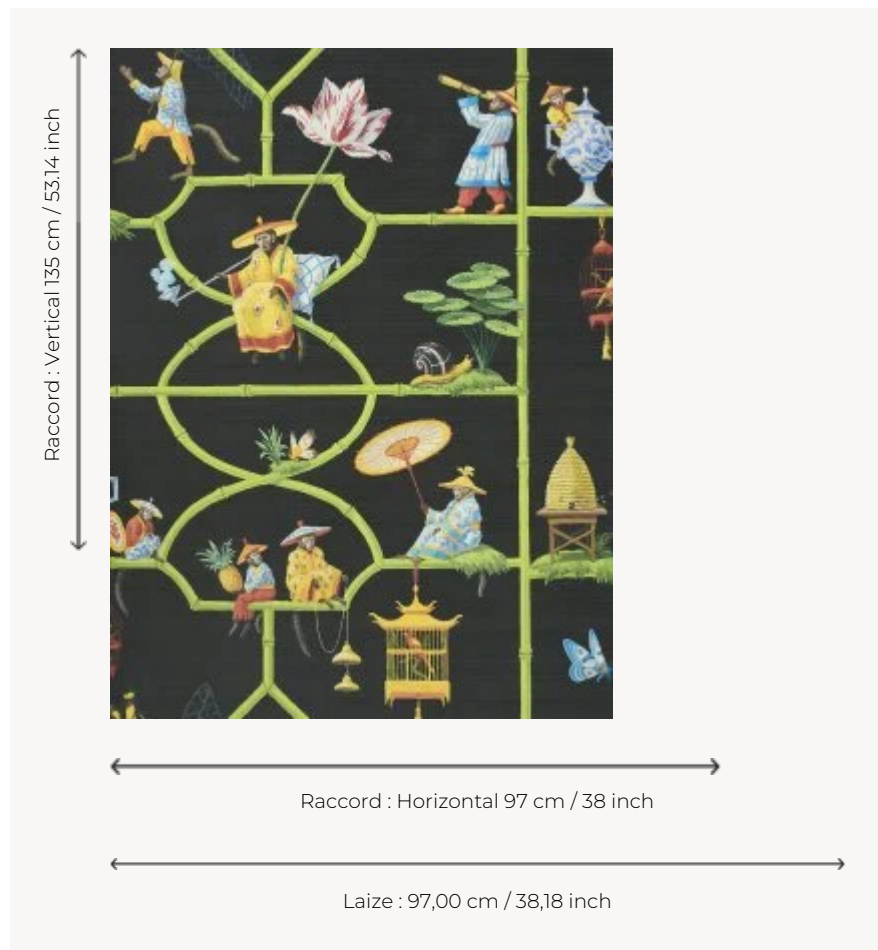 Raccord : Vertical 135 cm / 53.14 inch
Raccord : Horizontal 97 cm / 38 inch
Laize : 97,00 cm / 38,18 inch